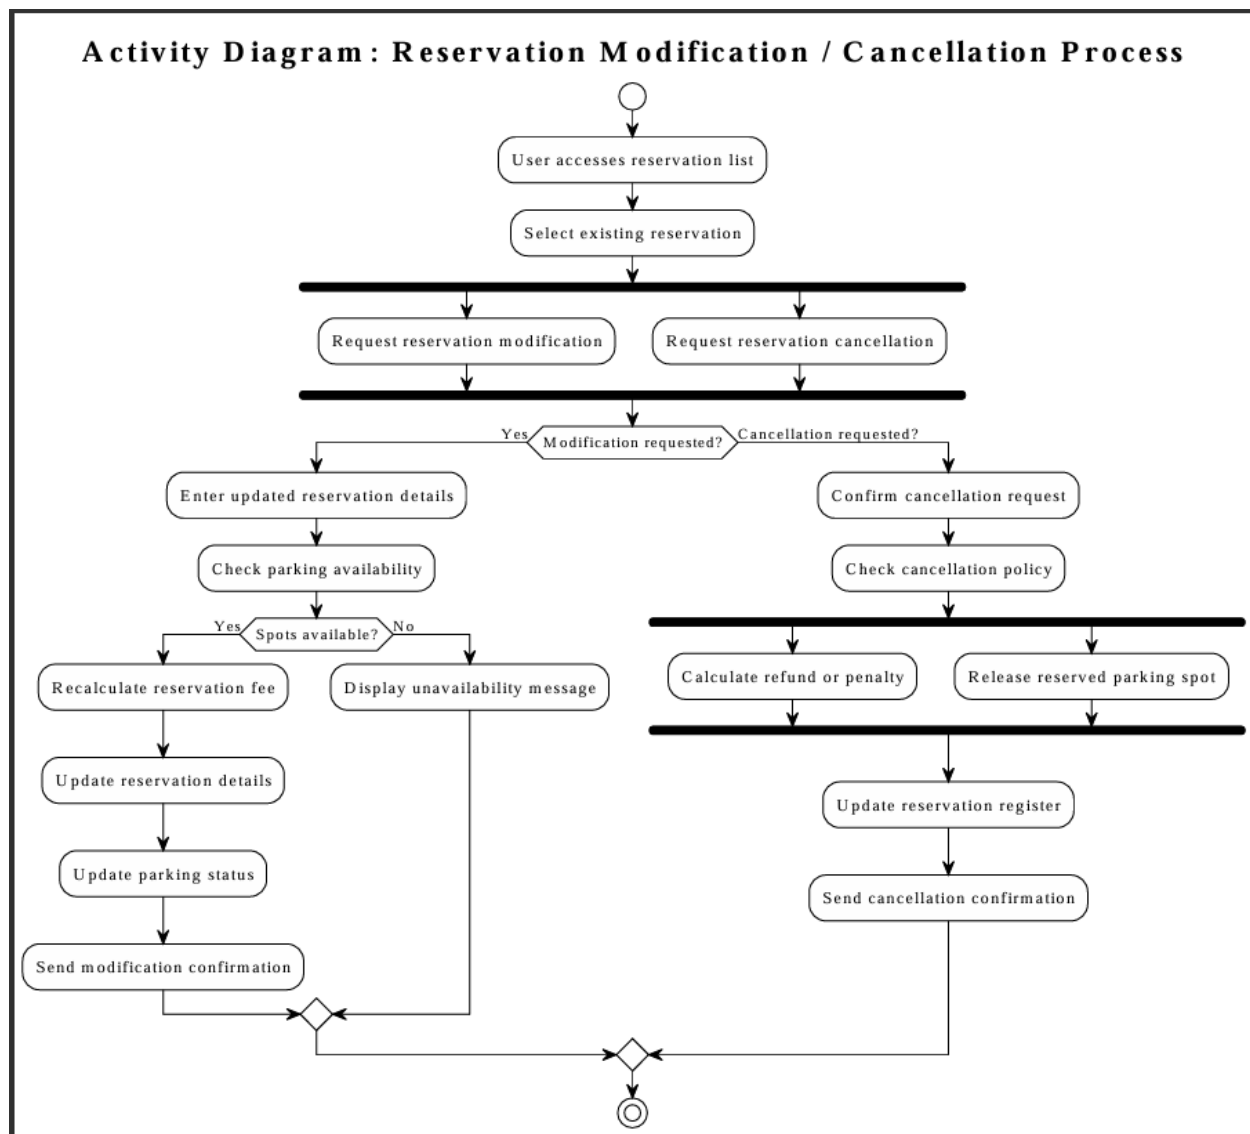 Activity Diagram : Reservation Modification / Cancellation Process
User accesses reservation list
Select existing reservation
Request reservation modification
Request reservation cancellation
Yes
Modification requested?
Cancellation requested?
Enter updated reservation details
Confirm cancellation request
Check parking availability
Check cancellation policy
Yes
Spots available?
No
Recalculate reservation fee
Display unavailability message
Calculate refund or penalty
Release reserved parking spot
Update reservation details
Update reservation register
Update parking status
Send cancellation confirmation
Send modification confirmation